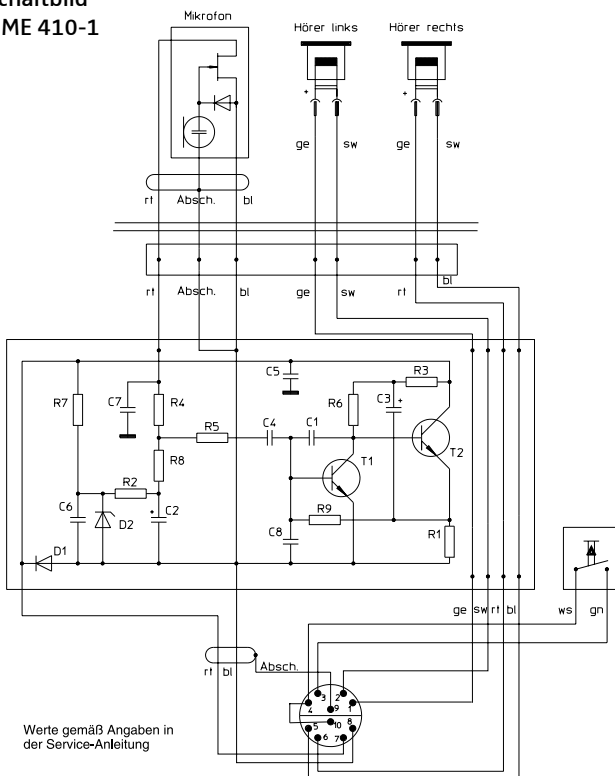 Schaltbild
ME 410-1
Mikrofon
Hörer links
Hörer rechts
+
+
ge
sw
ge
sw
rt
Absch.
bl
rt
Absch.
bl
ge
sw
rt
bl
R7
C7
R4
C5
R3
R6
C3
+
R5
C4
C1
T2
T1
R8
R2
C6
D2
C2
R9
C8
R1
D1
ge
sw
rt
bl
ws
gn
rt
bl
Absch.
3
2
4
9
1
5
10
8
6
7
Werte gemäß Angaben in
der Service-Anleitung